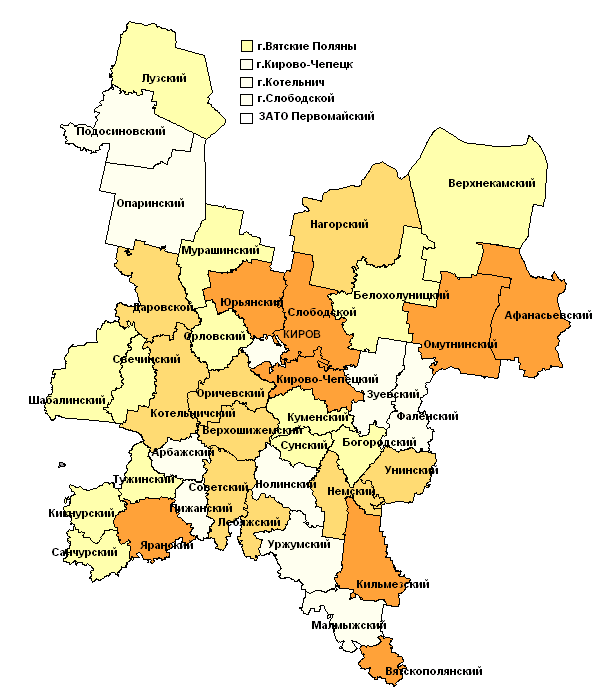 г.Вятские Поляны
г.Кирово-Чепецк
г.Котельнич
г.Слободской
ЗАТО Первомайский
Лузский
Подосиновский
Опаринский
Верхнекамский
Нагорский
Мурашинский
Юрьянский
Слободской
Белохолуницкий
Даровской
Афанасьевский
Орловский
КИРОВ
Омутнинский
Свечинский
Шабалинский
Кирово-Чепецкий
Оричевский
Зуевский
Котельничский
Куменский
Фаленский
Верхошижемский
Сунский
Богородский
Арбажский
Унинский
Тужинский
Советский
Нолинский
Немский
Кикнурский
Пижанский
Лебяжский
Санчурский
Яранский
Уржумский
Кильмезский
Малмыжский
Вятскополянский